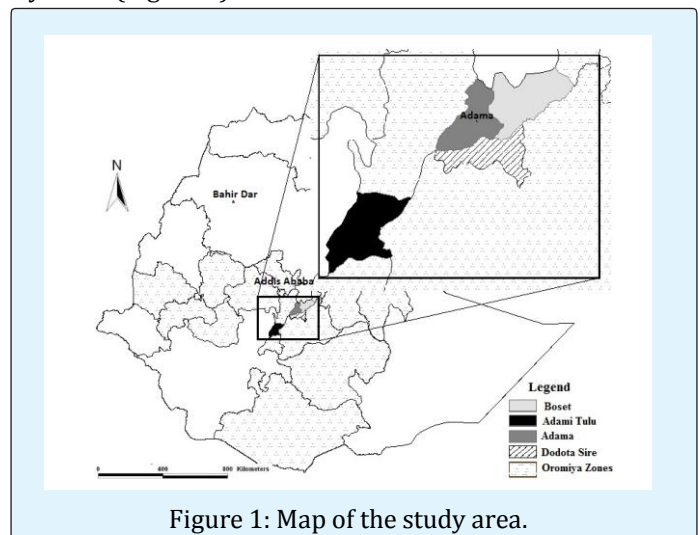 N
Bahir Dar
Addis Ababa
Adama
Legend
Boset
Adami Tulu
Adama
Dodota Sire
Oromiya Zones
0 400 800 Kilometers
Figure 1: Map of the study area.